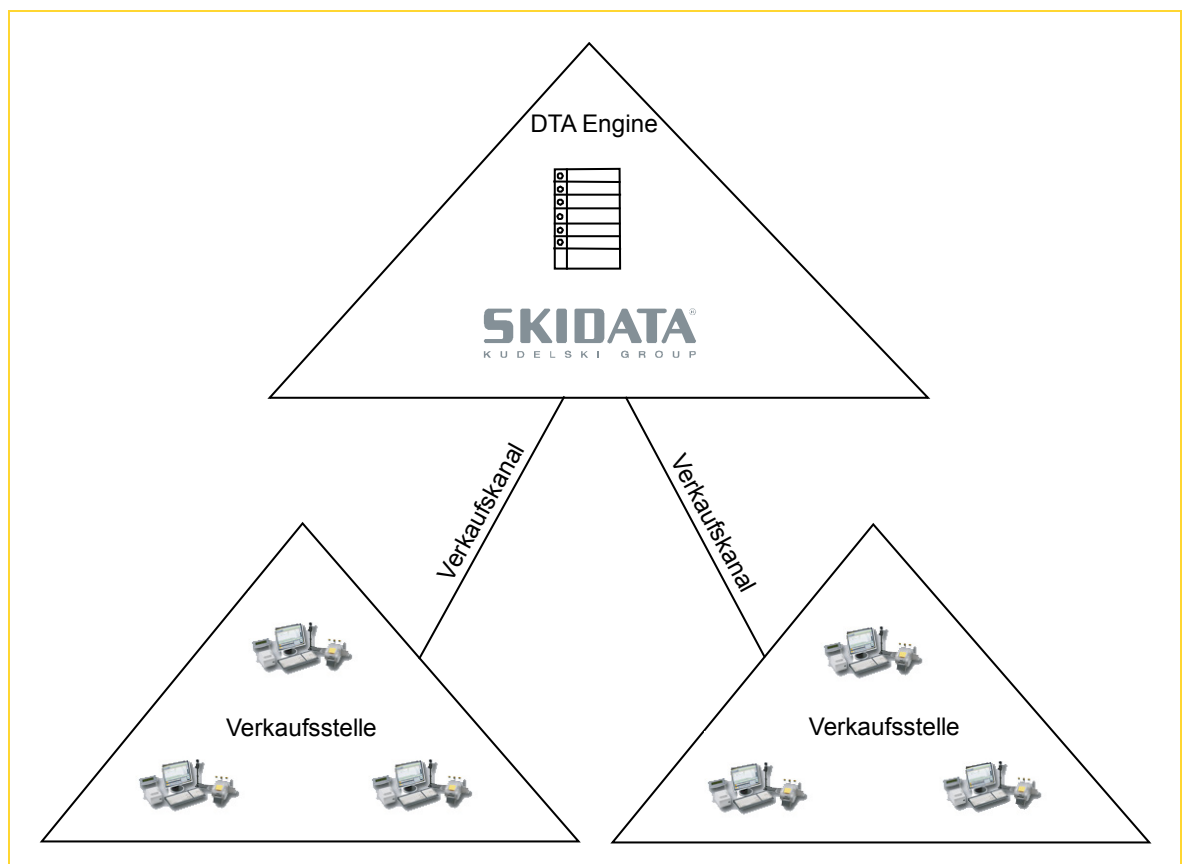 DTA Engine
SKIDATA®
KUDELSKI GROUP
Verkaufskanal
Verkaufskanal
Verkaufsstelle
Verkaufsstelle